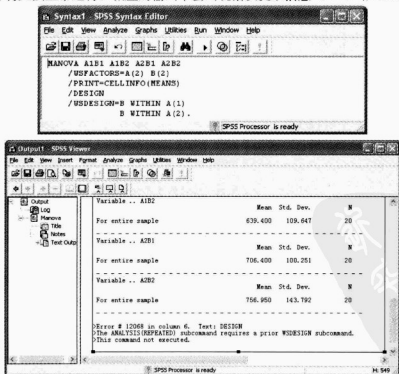 Syntax1 - SPSS Syntax Editor
File Edit View Analyze Graphs Utilities Run Window Help
MANOVA A1B1 A1B2 A2B1 A2B2
/WSFACTORS=A(2) B(2)
/PRINT=CELLINFO(MEANS)
/DESIGN
/WSDESIGN=B WITHIN A(1)
B WITHIN A(2).
SPSS Processor is ready
Output1 - SPSS Viewer
File Edit View Insert Format Analyze Graphs Utilities Window Help
Output
Log
Manova
Title
Notes
Text Outp
Variable .. A1B2
Mean Std. Dev. N
For entire sample 639.400 109.647 20
Variable .. A2B1
Mean Std. Dev. N
For entire sample 706.400 100.251 20
Variable .. A2B2
Mean Std. Dev. N
For entire sample 756.950 143.792 20
>Error # 12068 in column 6. Text: DESIGN
>The ANALYSIS(REPEATED) subcommand requires a prior WSDESIGN subcommand.
>This command not executed.
SPSS Processor is ready
H: 549